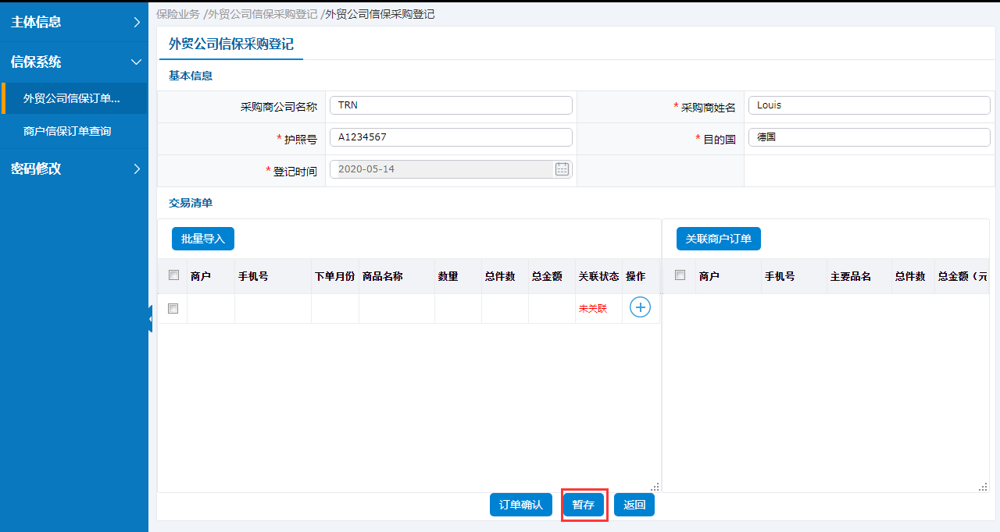 主体信息
信保系统
外贸公司信保订单...
商户信保订单查询
密码修改
保险业务 /外贸公司信保采购登记 /外贸公司信保采购登记
外贸公司信保采购登记
基本信息
采购商公司名称 TRN * 采购商姓名 Louis
* 护照号 A1234567 * 目的国 德国
* 登记时间 2020-05-14
交易清单
批量导入 关联商户订单
商户 手机号 下单月份 商品名称 数量 总件数 总金额 关联状态 操作 商户 手机号 主要品名 总件数 总金额（元
未关联
订单确认 暂存 返回